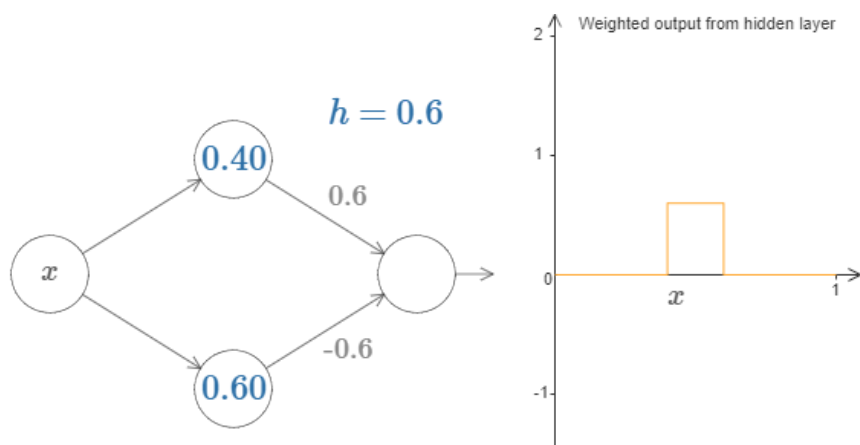 h = 0.6
0.40
0.6
x
-0.6
0.60
Weighted output from hidden layer
2
1
0
x
1
-1